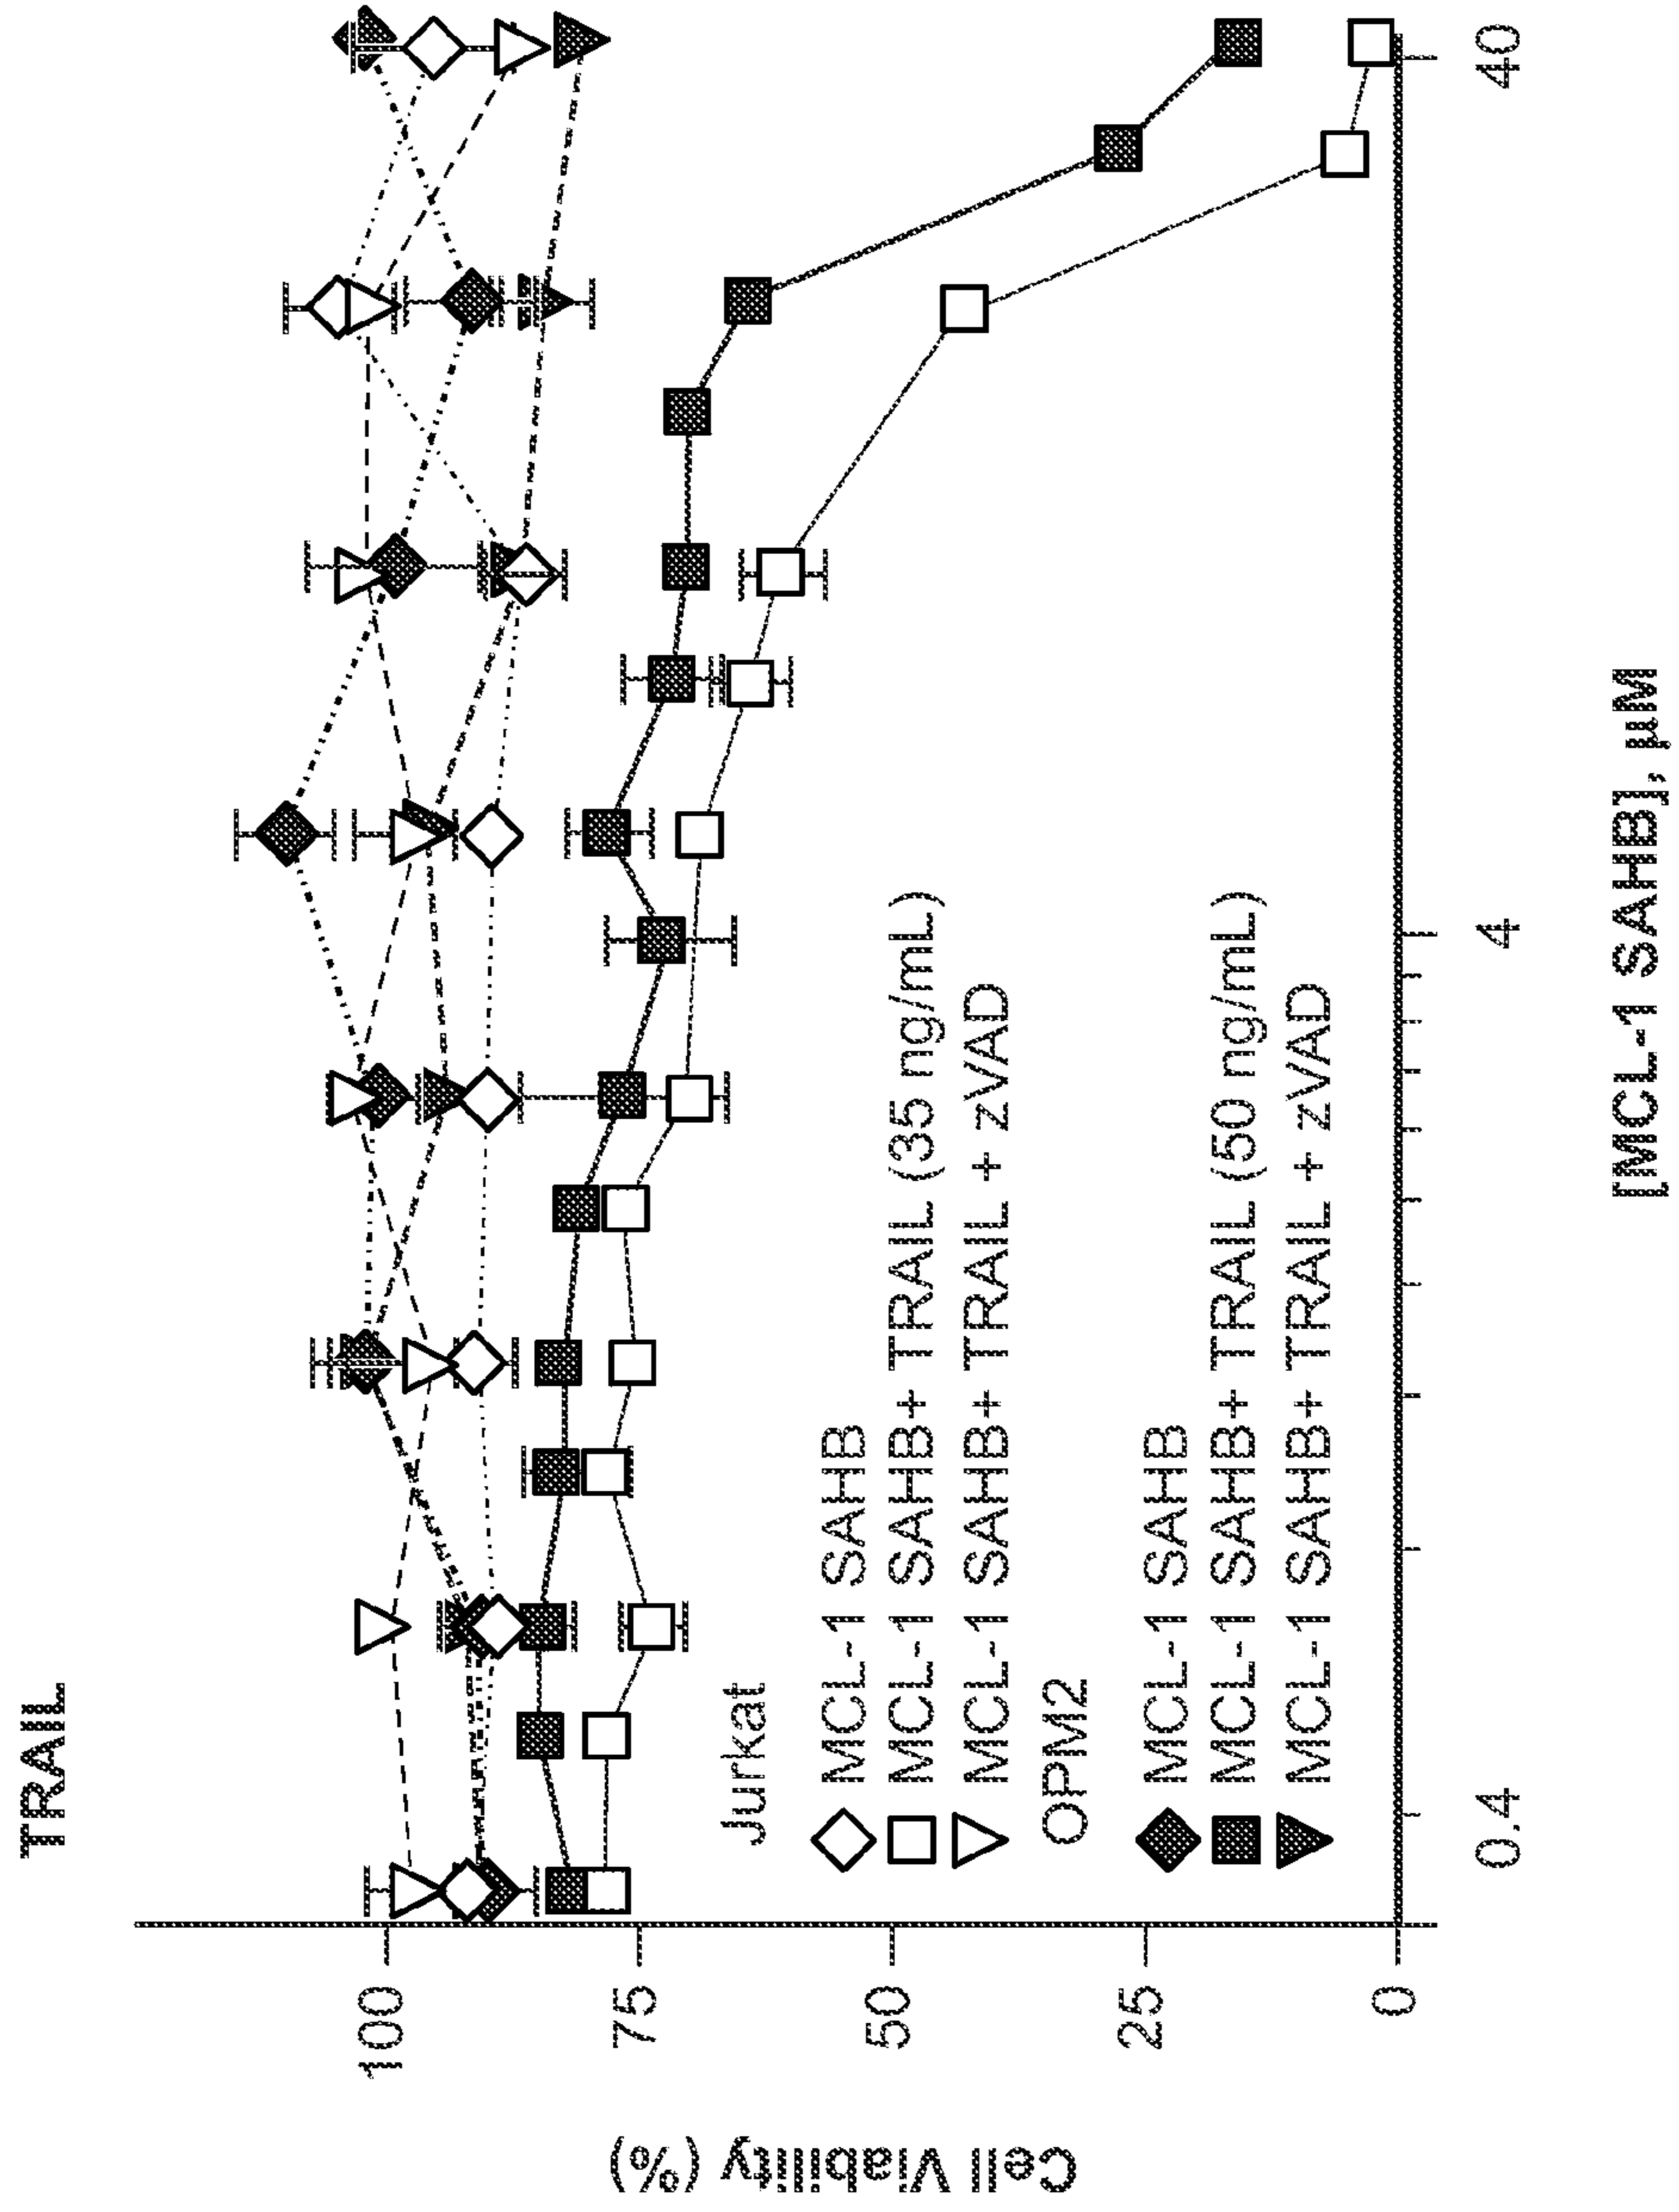 TRAIL
Cell Viability (%)
100
75
50
25
0
Jurkat
MCL-1 SAHB
MCL-1 SAHB+ TRAIL (35 ng/mL)
MCL-1 SAHB+ TRAIL + zVAD
OPM2
MCL-1 SAHB
MCL-1 SAHB+ TRAIL (50 ng/mL)
MCL-1 SAHB+ TRAIL + zVAD
0.4
4
40
[MCL-1 SAHB], µM